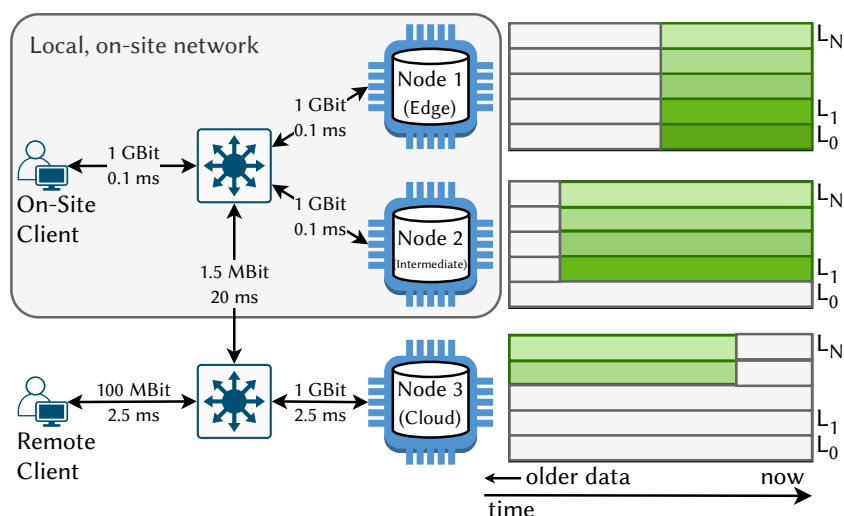 Local, on-site network
Node 1
(Edge)
1 GBit
0.1 ms
1 GBit
0.1 ms
On-Site
Client
1 GBit
0.1 ms
Node 2
(Intermediate)
1.5 MBit
20 ms
100 MBit
2.5 ms
1 GBit
2.5 ms
Node 3
(Cloud)
Remote
Client
L_N
L_1
L_0
L_N
L_1
L_0
L_N
L_1
L_0
older data
now
time